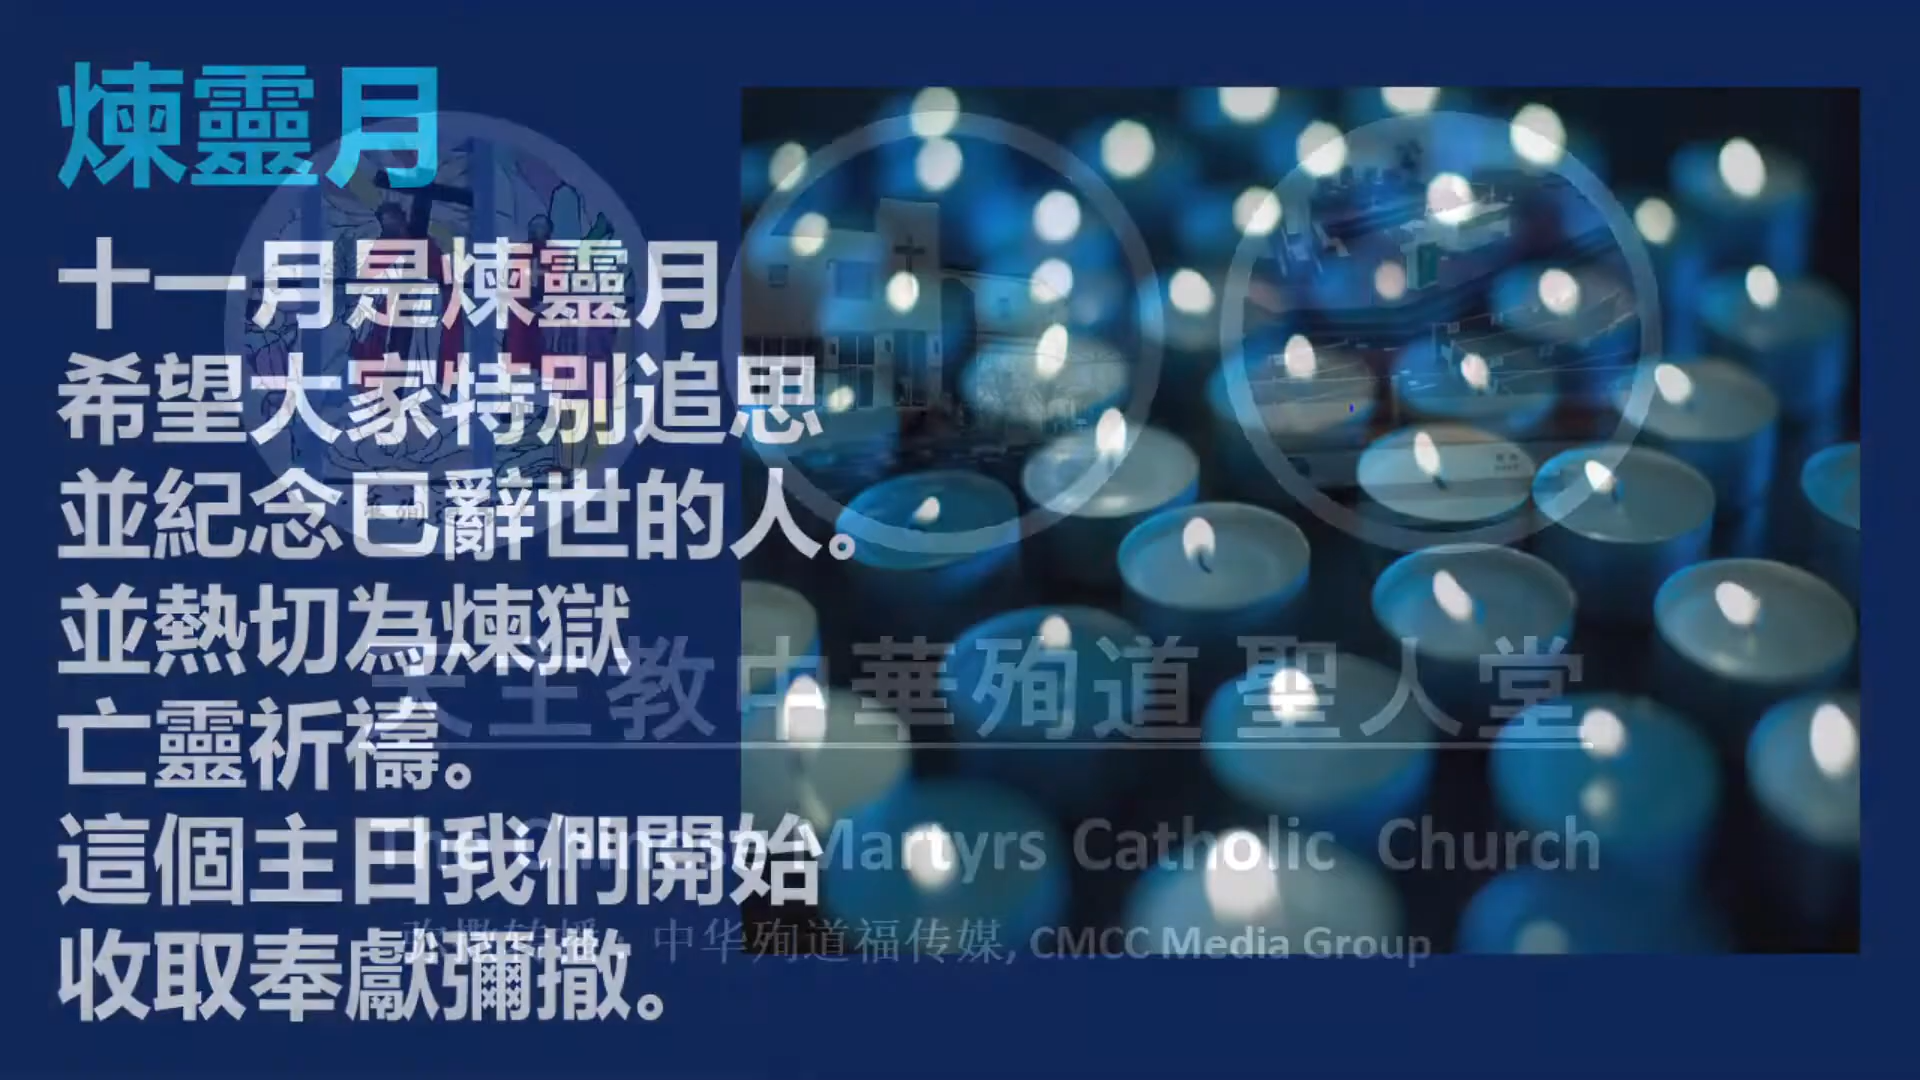 煉靈月
十一月是煉靈月
希望大家特別追思
並紀念已辭世的人。
並熱切為煉獄
亡靈祈禱。
這個主日我們開始
收取奉獻彌撒。
天主教中華殉道聖人堂
The Chinese Martyrs Catholic Church
中华殉道福传媒, CMCC Media Group